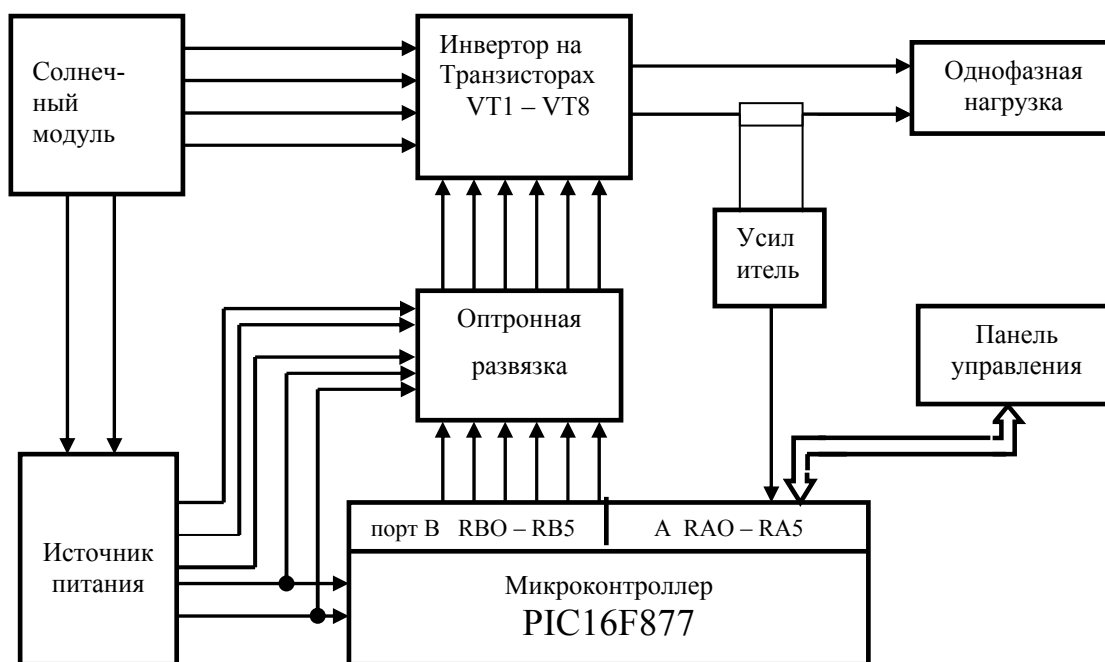 Солнеч-
ный
модуль
Инвертор на
Транзисторах
VT1 – VT8
Однофазная
нагрузка
Усил
итель
Оптронная
развязка
Панель
управления
Источник
питания
порт В RBO – RB5
А RAO – RA5
Микроконтроллер
PIC16F877